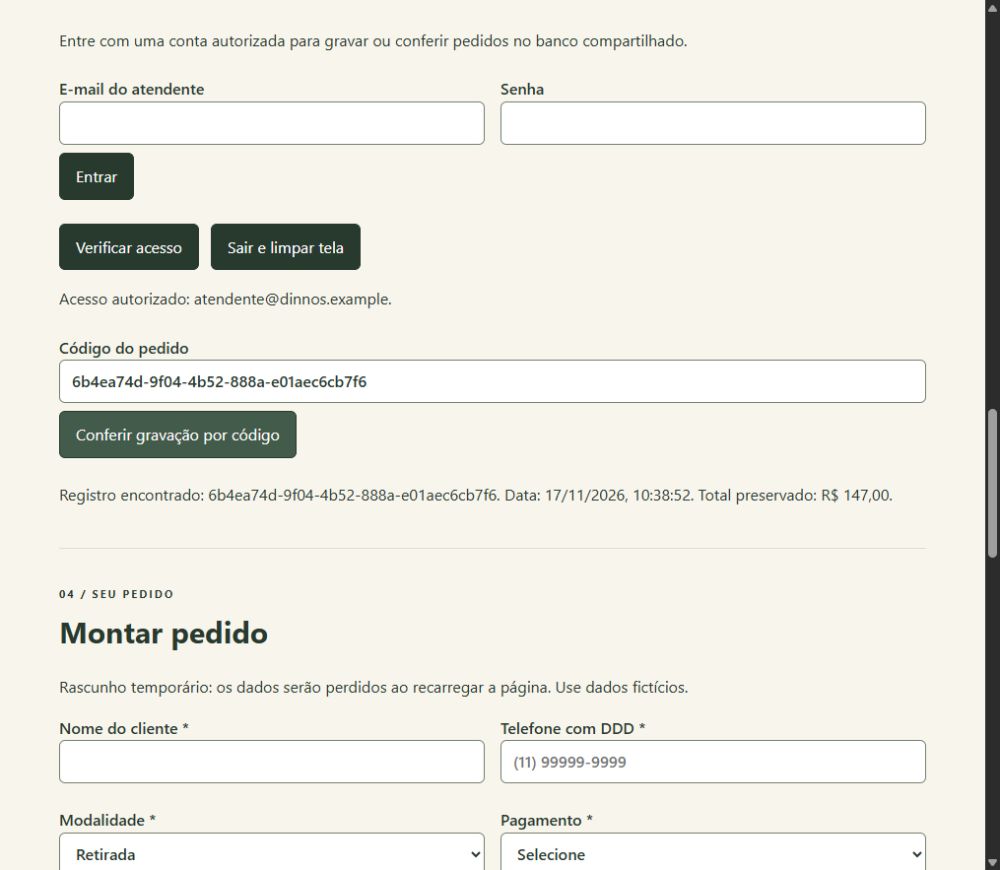 Entre com uma conta autorizada para gravar ou conferir pedidos no banco compartilhado.
E-mail do atendente
Senha
Entrar
Verificar acesso
Sair e limpar tela
Acesso autorizado: atendente@dinnos.example.
Código do pedido
6b4ea74d-9f04-4b52-888a-e01aec6cb7f6
Conferir gravação por código
Registro encontrado: 6b4ea74d-9f04-4b52-888a-e01aec6cb7f6. Data: 17/11/2026, 10:38:52. Total preservado: R$ 147,00.
04 / SEU PEDIDO
Montar pedido
Rascunho temporário: os dados serão perdidos ao recarregar a página. Use dados fictícios.
Nome do cliente *
Telefone com DDD *
(11) 99999-9999
Modalidade *
Pagamento *
Retirada
Selecione